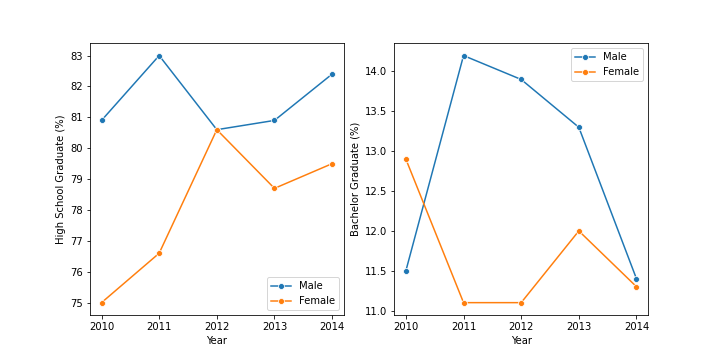 High School Graduate (%)
83
82
81
80
79
78
77
76
75
2010 2011 2012 2013 2014
Year
Male
Female
Bachelor Graduate (%)
14.0
13.5
13.0
12.5
12.0
11.5
11.0
2010 2011 2012 2013 2014
Year
Male
Female